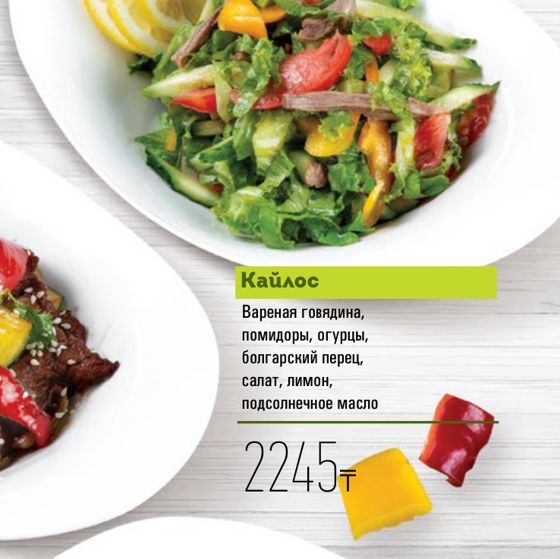 Кайлос
Вареная говядина,
помидоры, огурцы,
болгарский перец,
салат, лимон,
подсолнечное масло
2245₸